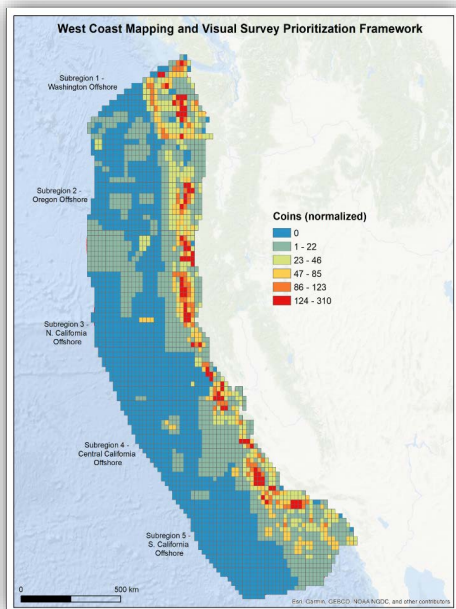 West Coast Mapping and Visual Survey Prioritization Framework
Subregion 1 -
Washington Offshore
Subregion 2 -
Oregon Offshore
Coins (normalized)
0
1 - 22
23 - 46
47 - 85
86 - 123
124 - 310
Subregion 3 -
N. California
Offshore
Subregion 4 -
Central California
Offshore
Subregion 5 -
S. California
Offshore
0
500 km
Esri, Garmin, GEBCO, NOAA NGDC, and other contributors